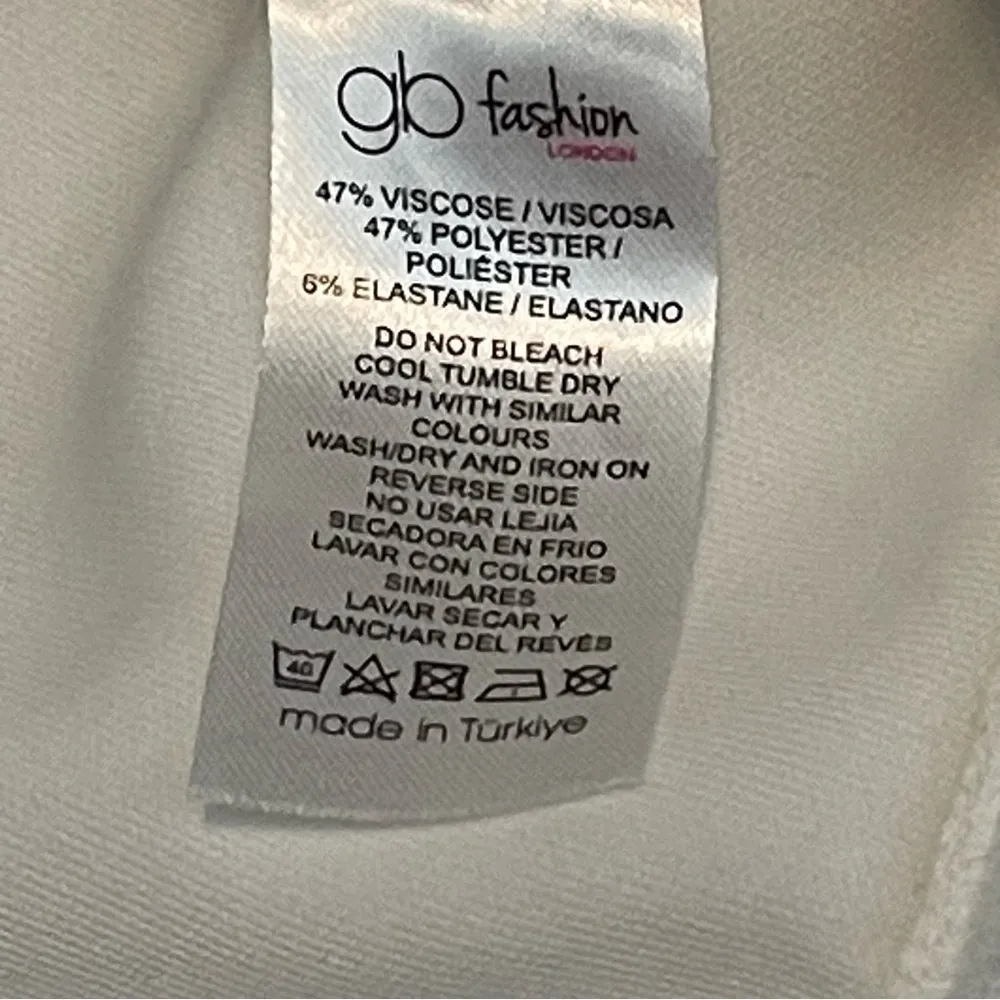 gb fashion
LONDON
47% VISCOSE / VISCOSA
47% POLYESTER /
POLIÉSTER
6% ELASTANE / ELASTANO
DO NOT BLEACH
COOL TUMBLE DRY
WASH WITH SIMILAR
COLOURS
WASH/DRY AND IRON ON
REVERSE SIDE
NO USAR LEJIA
SECADORA EN FRIO
LAVAR CON COLORES
SIMILARES
LAVAR SECAR Y
PLANCHAR DEL REVÉS
40
made in Türkiye